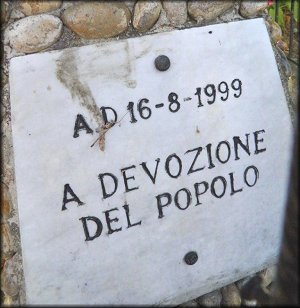 A.D 16-8-1999
A DEVOZIONE
DEL POPOLO